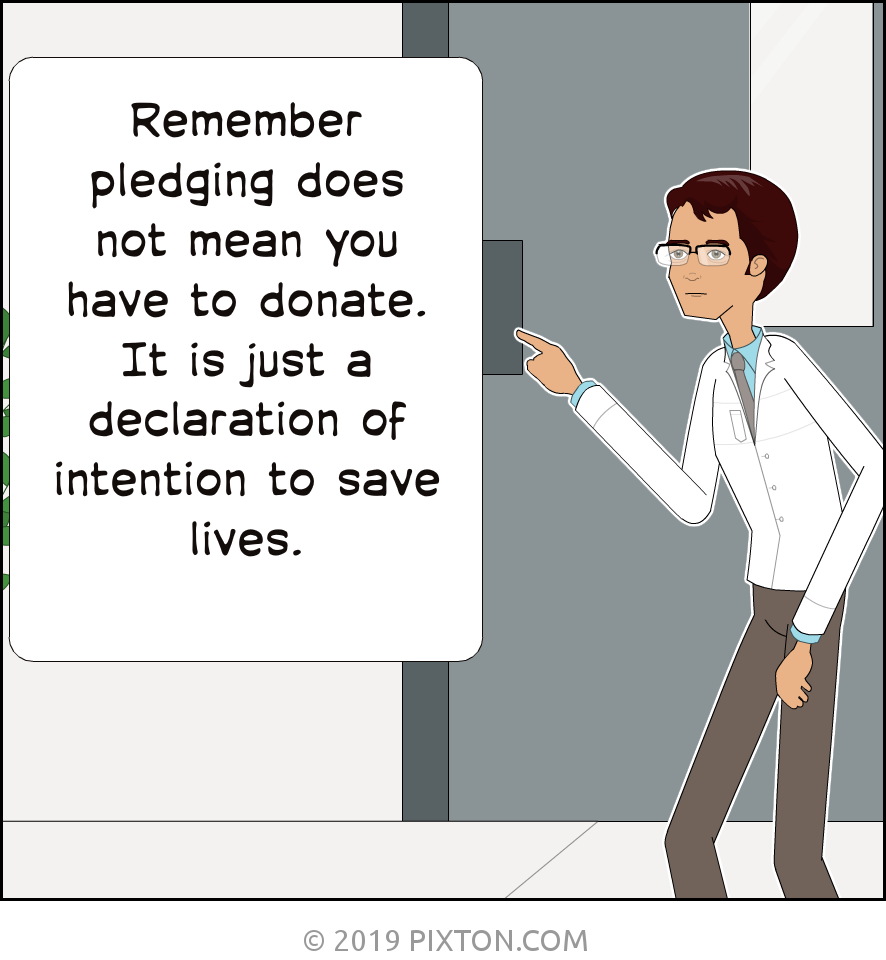 Remember
pledging does
not mean you
have to donate.
It is just a
declaration of
intention to save
lives.
© 2019 PIXTON.COM